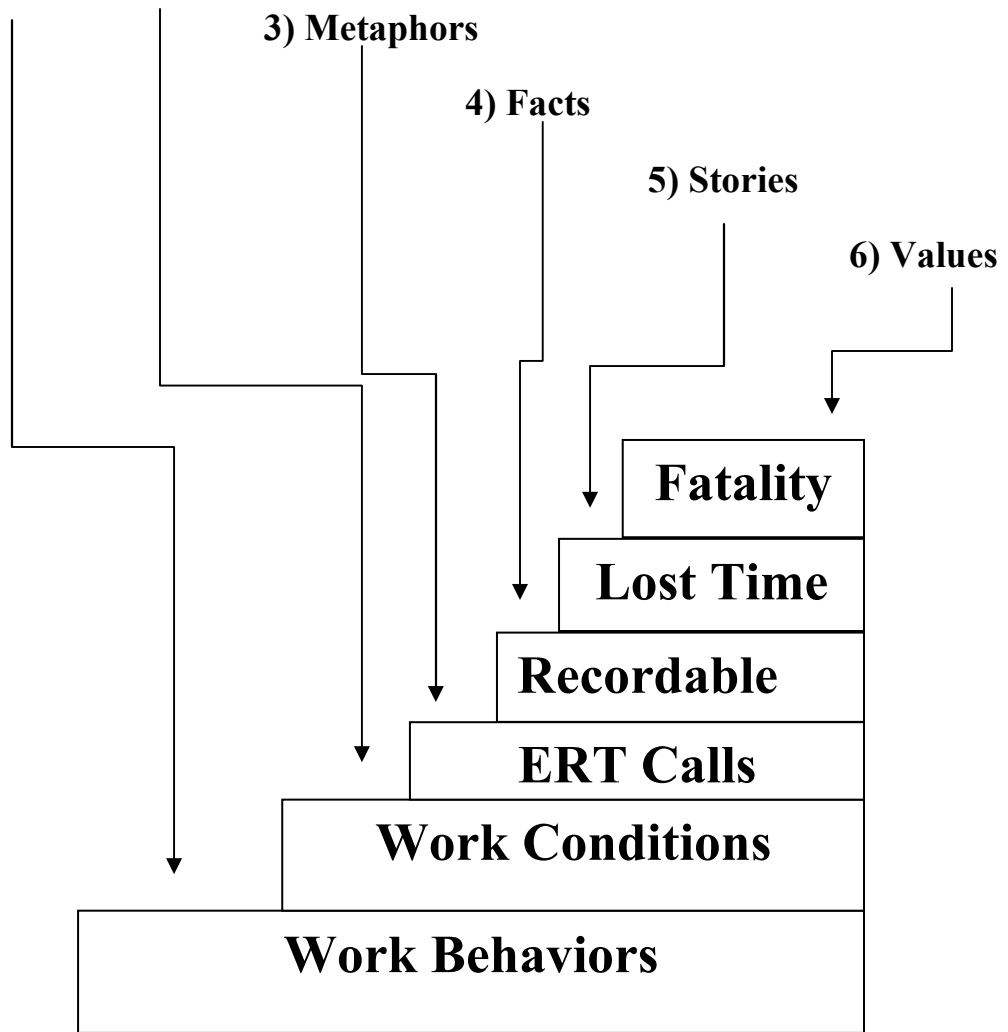 3) Metaphors
4) Facts
5) Stories
6) Values
Fatality
Lost Time
Recordable
ERT Calls
Work Conditions
Work Behaviors